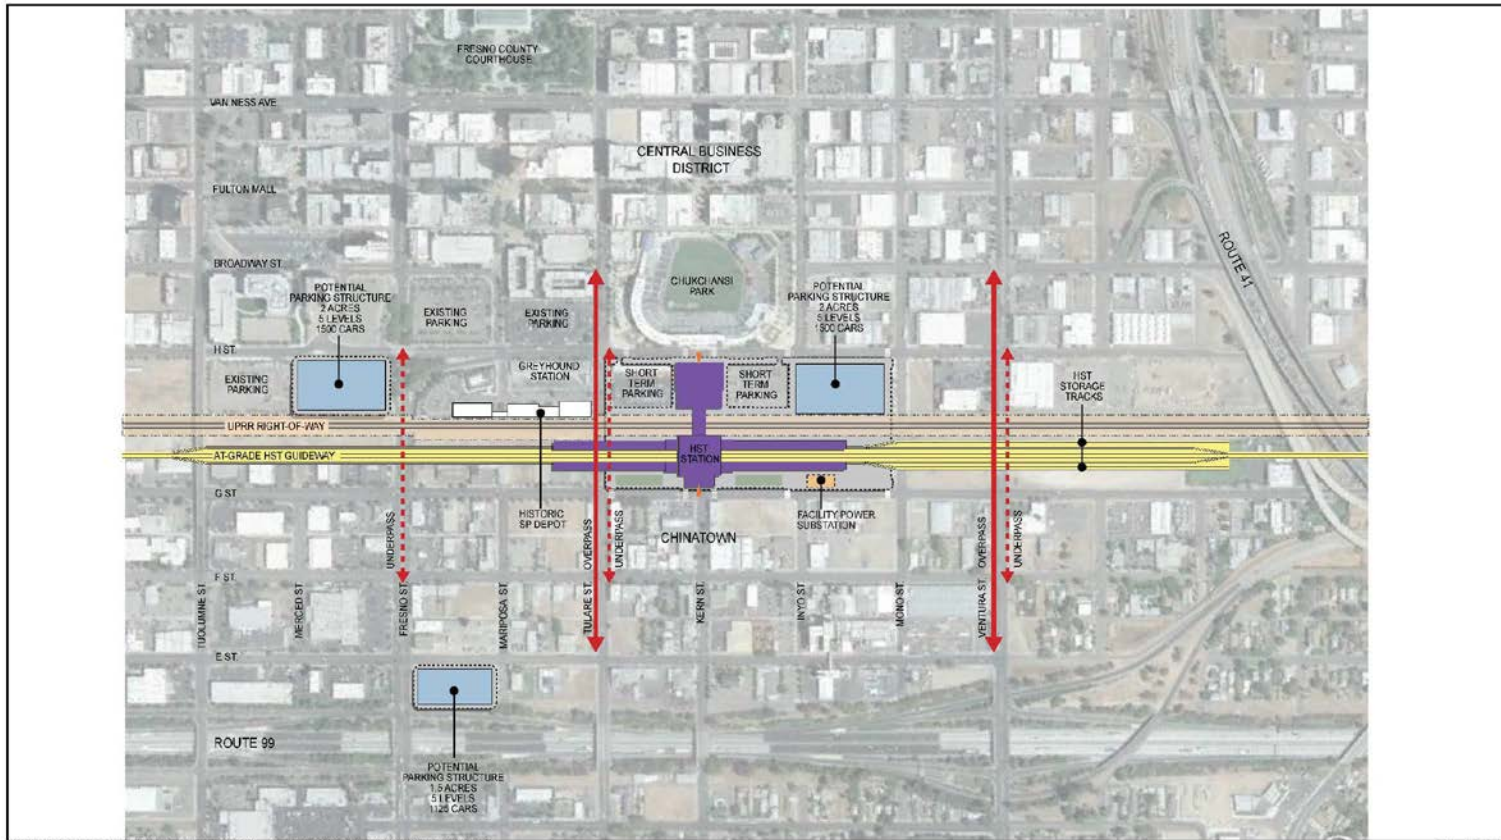 FRESNO COUNTY
COURTHOUSE
VAN NESS AVE.
CENTRAL BUSINESS
DISTRICT
FULTON MALL
BROADWAY ST.
ROUTE 41
CHUKCHANSI
PARK
POTENTIAL
PARKING STRUCTURE
2 ACRES
5 LEVELS
1500 CARS
EXISTING
PARKING
EXISTING
PARKING
POTENTIAL
PARKING STRUCTURE
2 ACRES
5 LEVELS
1500 CARS
H ST.
EXISTING
PARKING
GREYHOUND
STATION
SHORT
TERM
PARKING
SHORT
TERM
PARKING
HST
STORAGE
TRACKS
UPRR RIGHT-OF-WAY
AT-GRADE HST GUIDEWAY
HST
STATION
G ST.
HISTORIC
SP DEPOT
FACILITY POWER
SUBSTATION
CHINATOWN
UNDERPASS
OVERPASS
UNDERPASS
OVERPASS
UNDERPASS
F ST.
TUOLUMNE ST.
MERCED ST.
FRESNO ST.
MARIPOSA ST.
TULARE ST.
KERN ST.
INYO ST.
MONO ST.
VENTURA ST.
E ST.
ROUTE 99
POTENTIAL
PARKING STRUCTURE
1.5 ACRES
5 LEVELS
1125 CARS